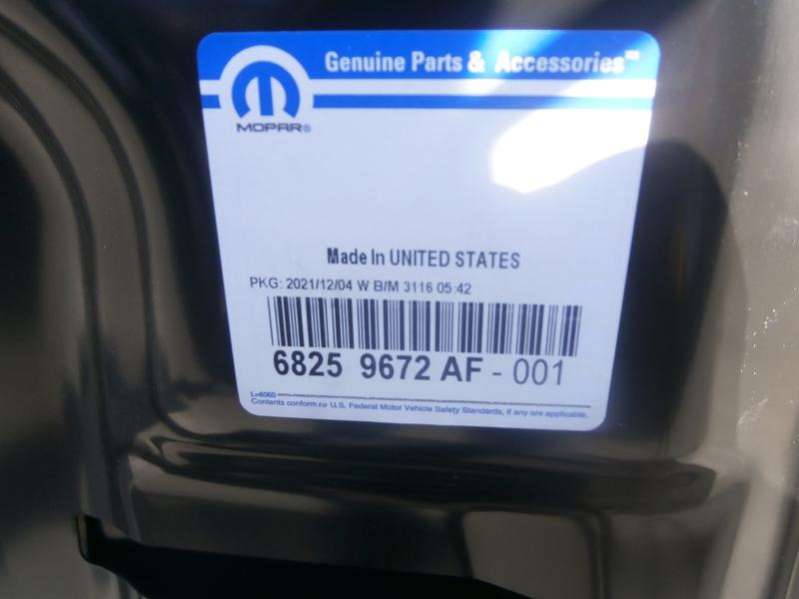 Genuine Parts & Accessories™
MOPAR®
Made In UNITED STATES
PKG: 2021/12/04 W B/M 3116 05:42
6825 9672 AF - 001
Contents conform to U.S. Federal Motor Vehicle Safety Standards, if any are applicable.